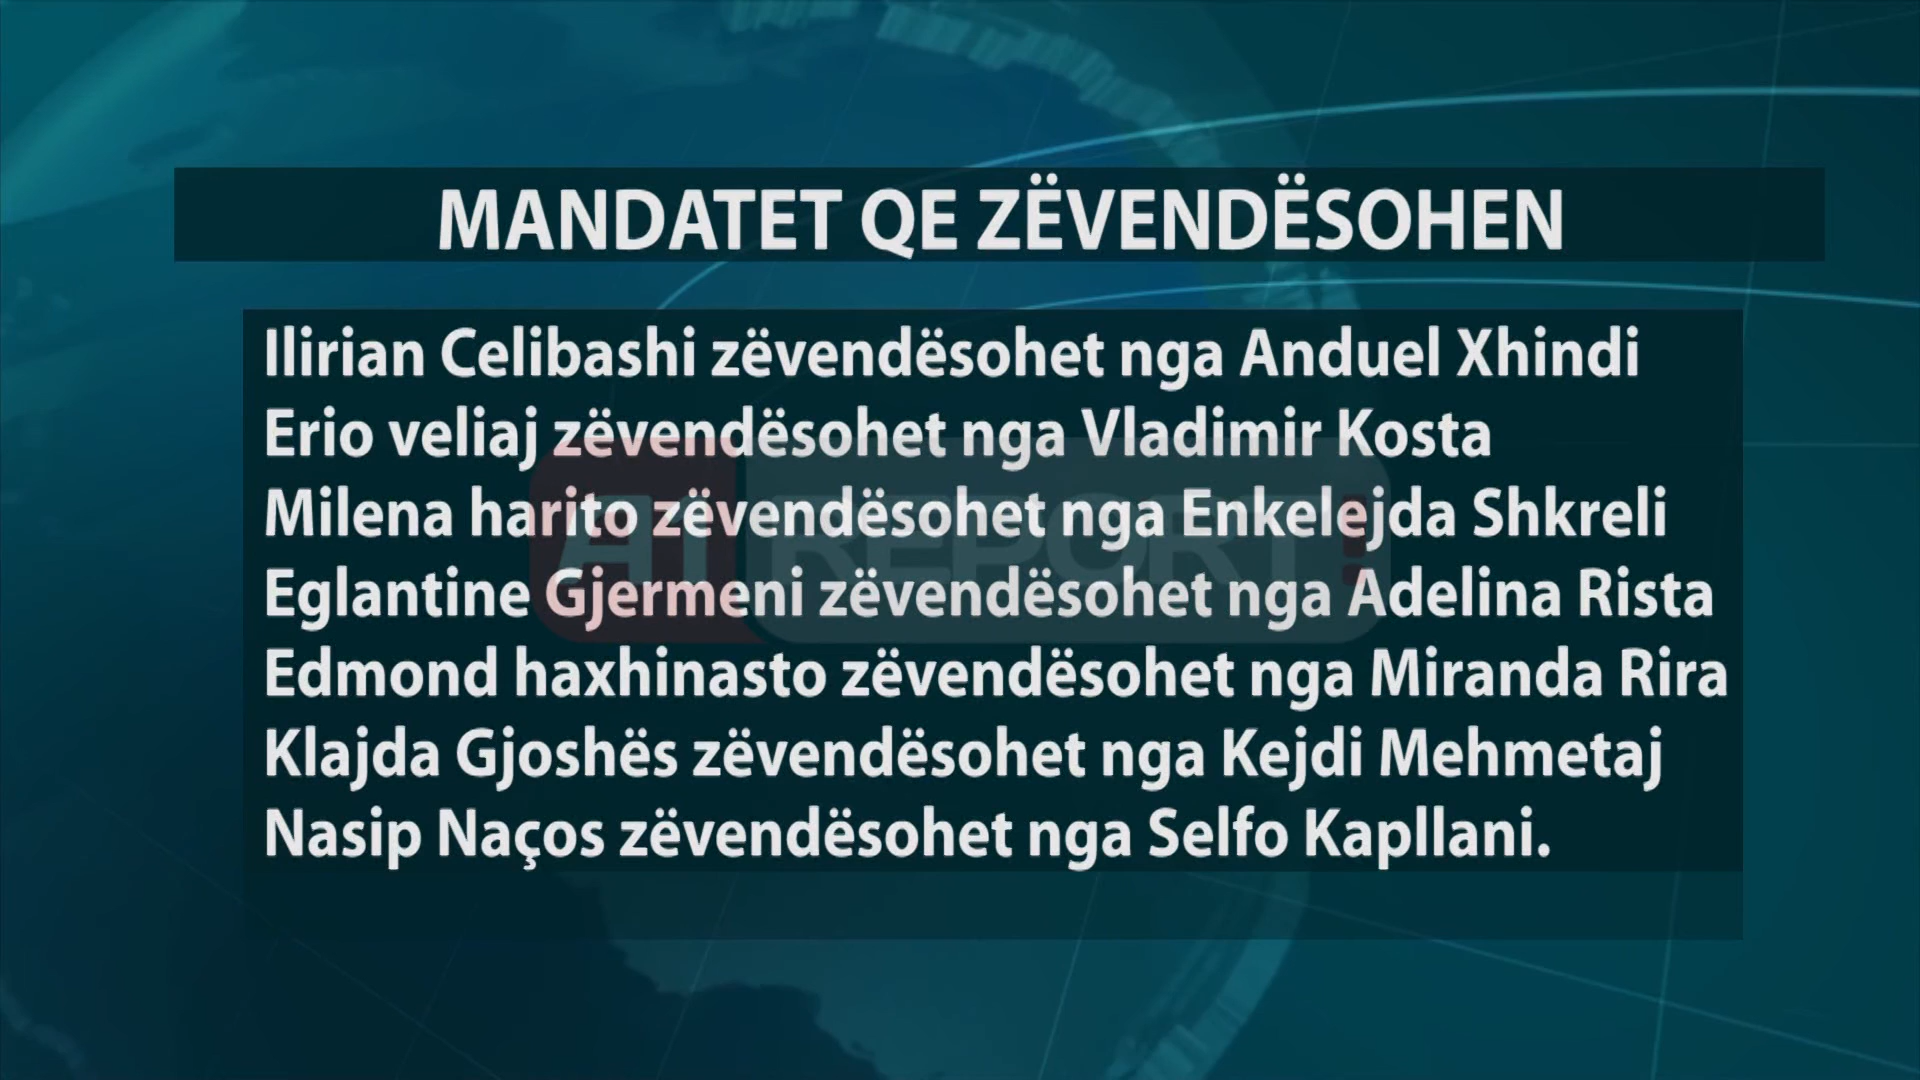 MANDATET QE ZËVENDËSOHEN
Ilirian Celibashi zëvendësohet nga Anduel Xhindi
Erio veliaj zëvendësohet nga Vladimir Kosta
Milena harito zëvendësohet nga Enkelejda Shkreli
Eglantine Gjermeni zëvendësohet nga Adelina Rista
Edmond haxhinasto zëvendësohet nga Miranda Rira
Klajda Gjoshës zëvendësohet nga Kejdi Mehmetaj
Nasip Naços zëvendësohet nga Selfo Kapllani.
A1 REPORT